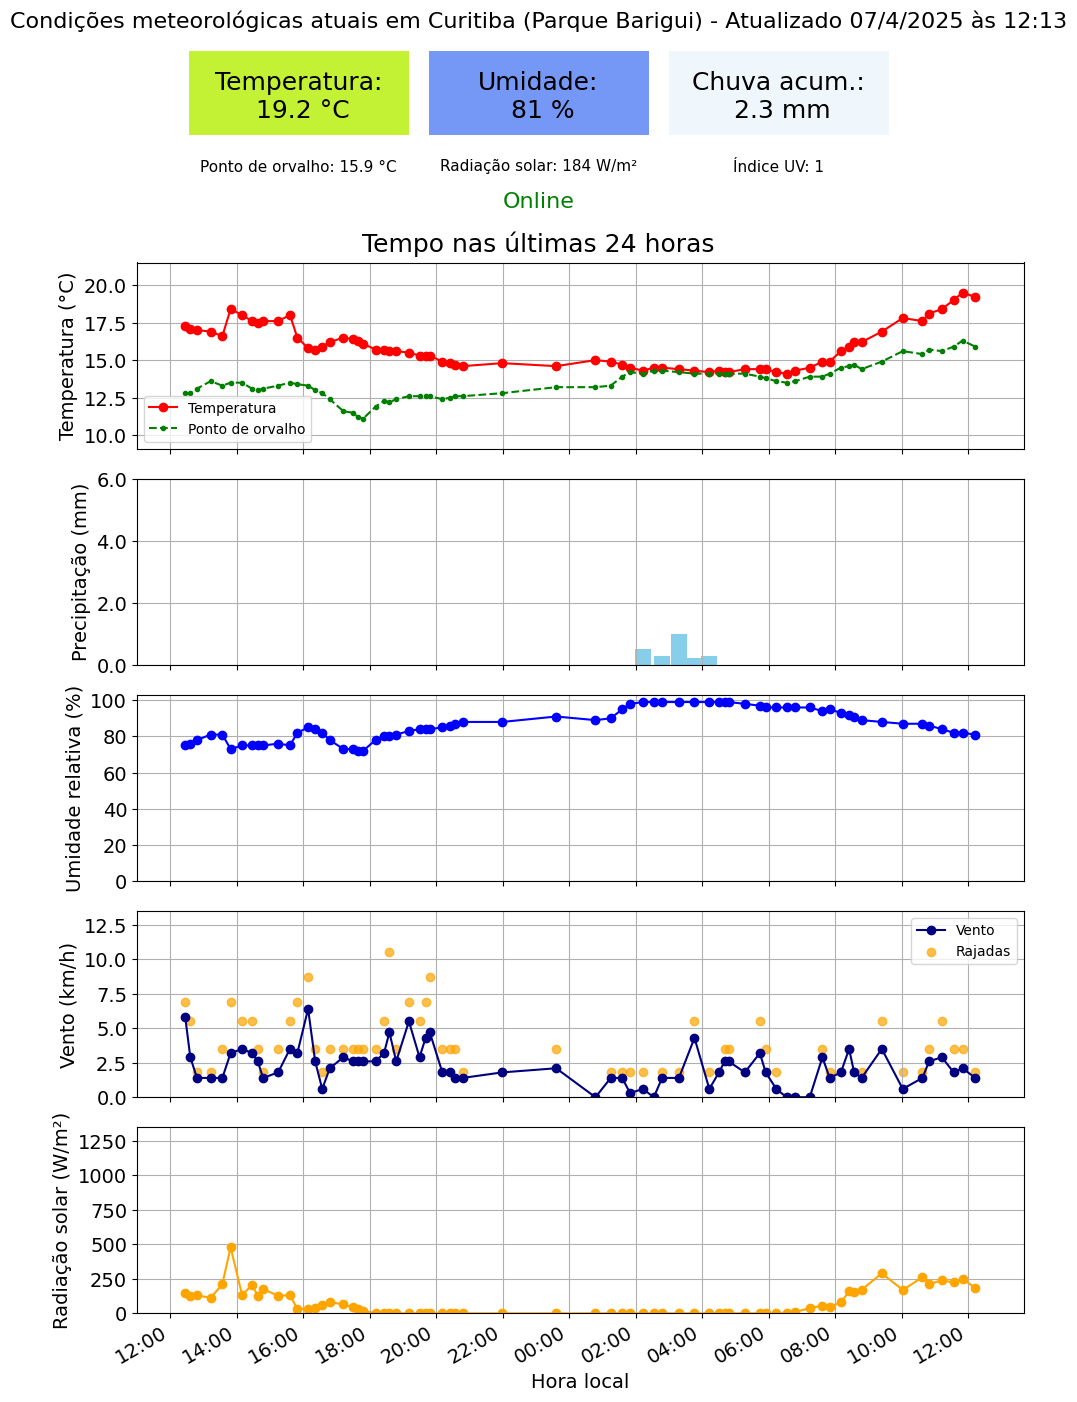 Condições meteorológicas atuais em Curitiba (Parque Barigui) - Atualizado 07/4/2025 às 12:13
Temperatura:
19.2 °C
Umidade:
81 %
Chuva acum.:
2.3 mm
Ponto de orvalho: 15.9 °C
Radiação solar: 184 W/m²
Índice UV: 1
Online
Tempo nas últimas 24 horas
Temperatura (°C)
20.0
17.5
15.0
12.5
10.0
Temperatura
Ponto de orvalho
Precipitação (mm)
6.0
4.0
2.0
0.0
Umidade relativa (%)
100
80
60
40
20
0
Vento (km/h)
12.5
10.0
7.5
5.0
2.5
0.0
Vento
Rajadas
Radiação solar (W/m²)
1250
1000
750
500
250
0
12:00
14:00
16:00
18:00
20:00
22:00
00:00
02:00
04:00
06:00
08:00
10:00
12:00
Hora local